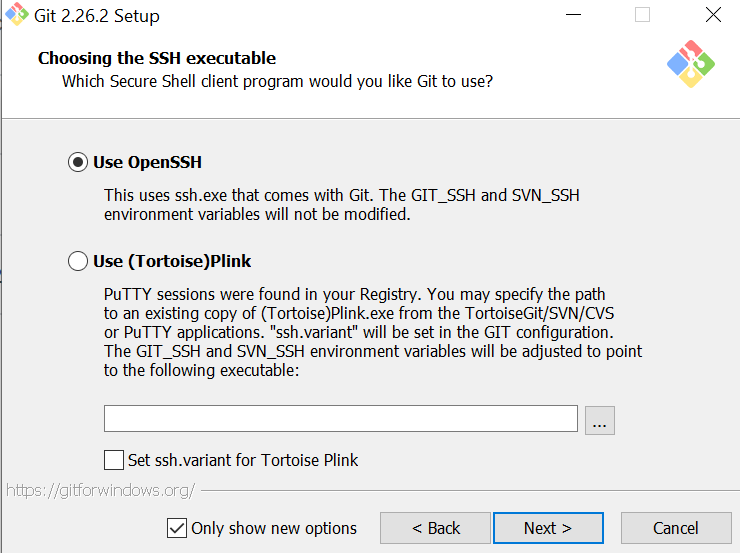 Git 2.26.2 Setup
Choosing the SSH executable
Which Secure Shell client program would you like Git to use?
Use OpenSSH
This uses ssh.exe that comes with Git. The GIT_SSH and SVN_SSH
environment variables will not be modified.
Use (Tortoise)Plink
PuTTY sessions were found in your Registry. You may specify the path
to an existing copy of (Tortoise)Plink.exe from the TortoiseGit/SVN/CVS
or PuTTY applications. "ssh.variant" will be set in the GIT configuration.
The GIT_SSH and SVN_SSH environment variables will be adjusted to point
to the following executable:
...
Set ssh.variant for Tortoise Plink
https://gitforwindows.org/
Only show new options
< Back
Next >
Cancel